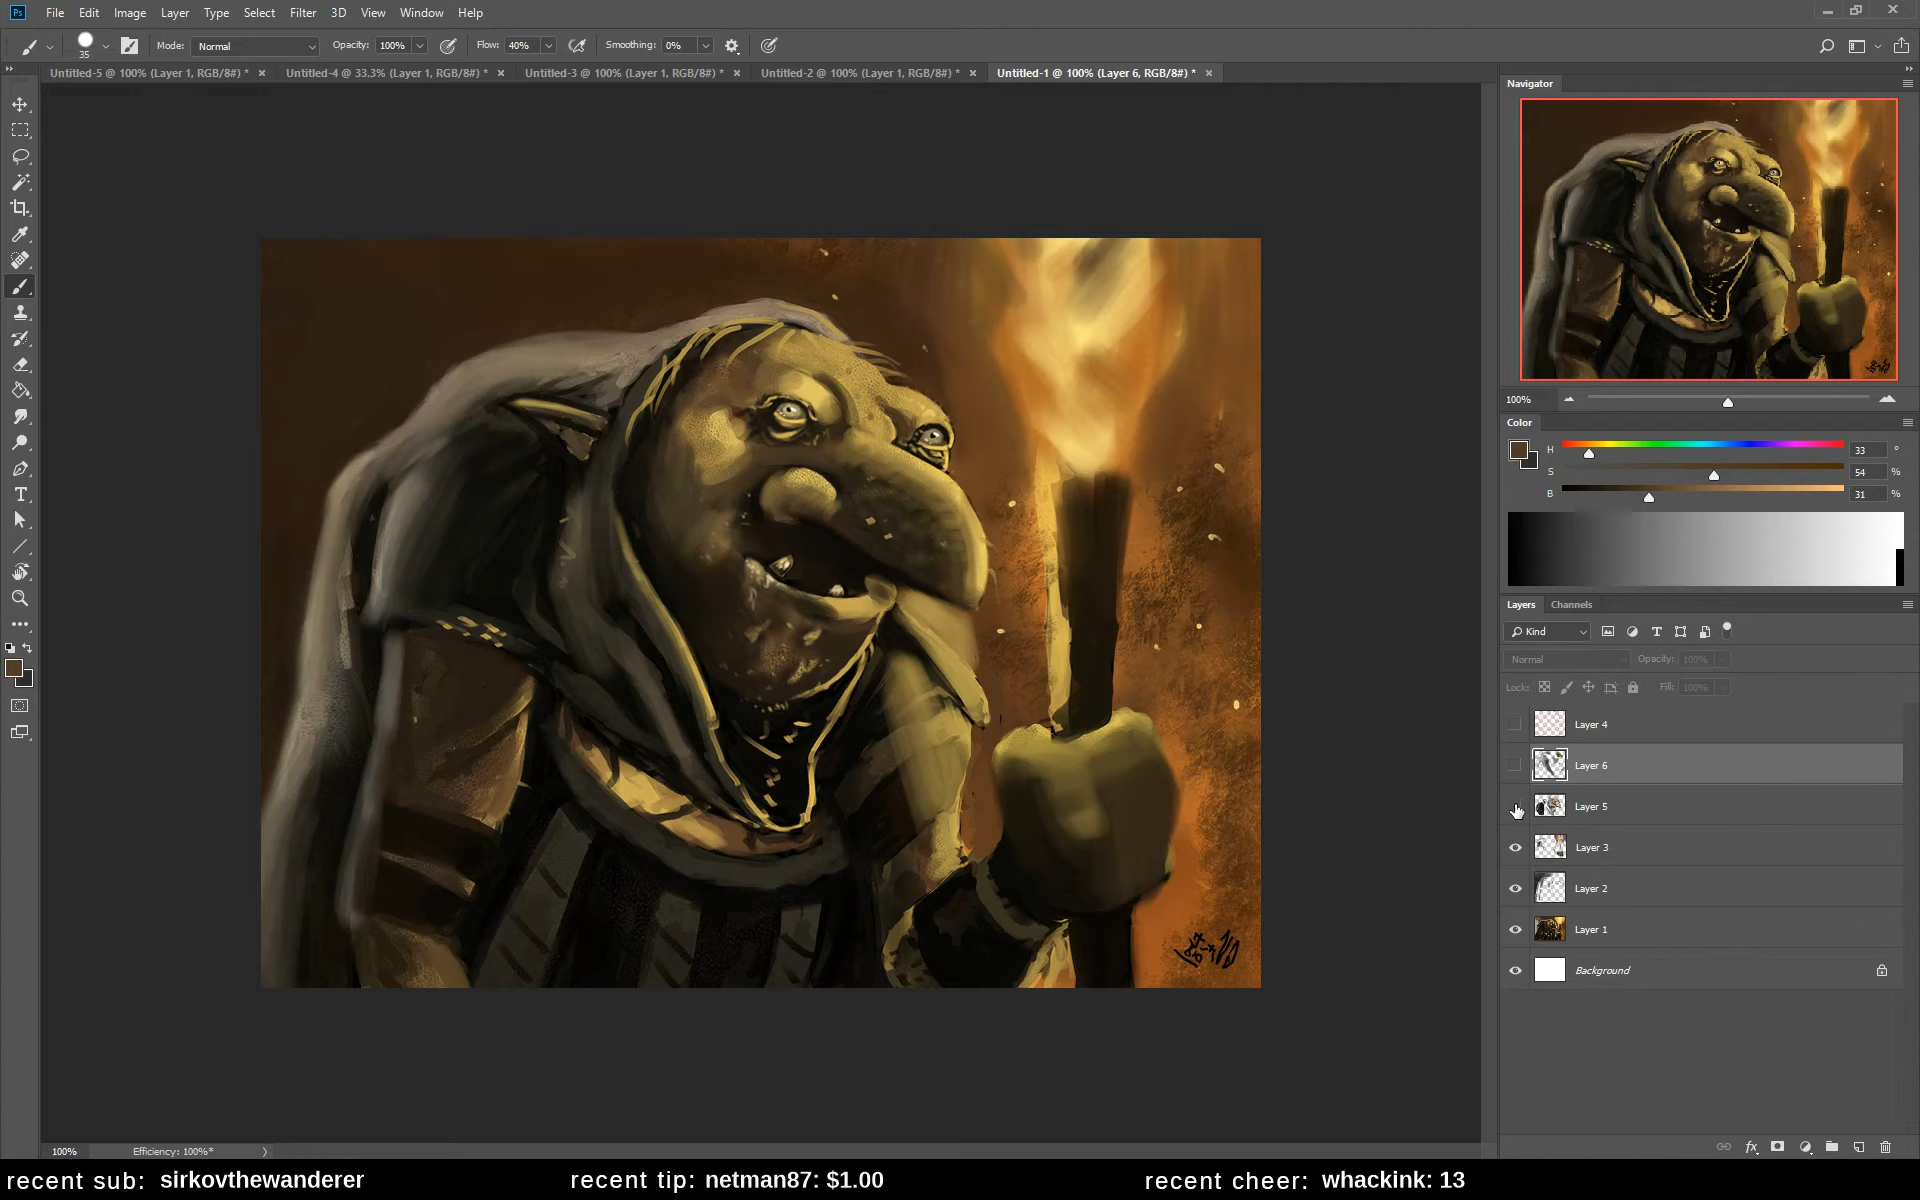 Ps File Edit Image Layer Type Select Filter 3D View Window Help
35 Mode: Normal Opacity: 100% Flow: 40% Smoothing: 0%
Untitled-5 @ 100% (Layer 1, RGB/8#) * Untitled-4 @ 33.3% (Layer 1, RGB/8#) * Untitled-3 @ 100% (Layer 1, RGB/8#) * Untitled-2 @ 100% (Layer 1, RGB/8#) * Untitled-1 @ 100% (Layer 6, RGB/8#) *
Navigator
100%
Color
H 33 °
S 54 %
B 31 %
Layers Channels
Kind
Normal Opacity: 100%
Lock: Fill: 100%
Layer 4
Layer 6
Layer 5
Layer 3
Layer 2
Layer 1
Background
100% Efficiency: 100%*
recent sub: sirkovthewanderer recent tip: netman87: $1.00 recent cheer: whackink: 13